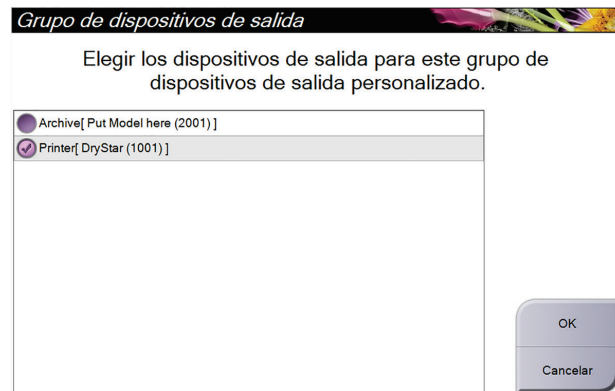 Grupo de dispositivos de salida
Elegir los dispositivos de salida para este grupo de
dispositivos de salida personalizado.
Archive[ Put Model here (2001) ]
Printer[ DryStar (1001) ]
OK
Cancelar